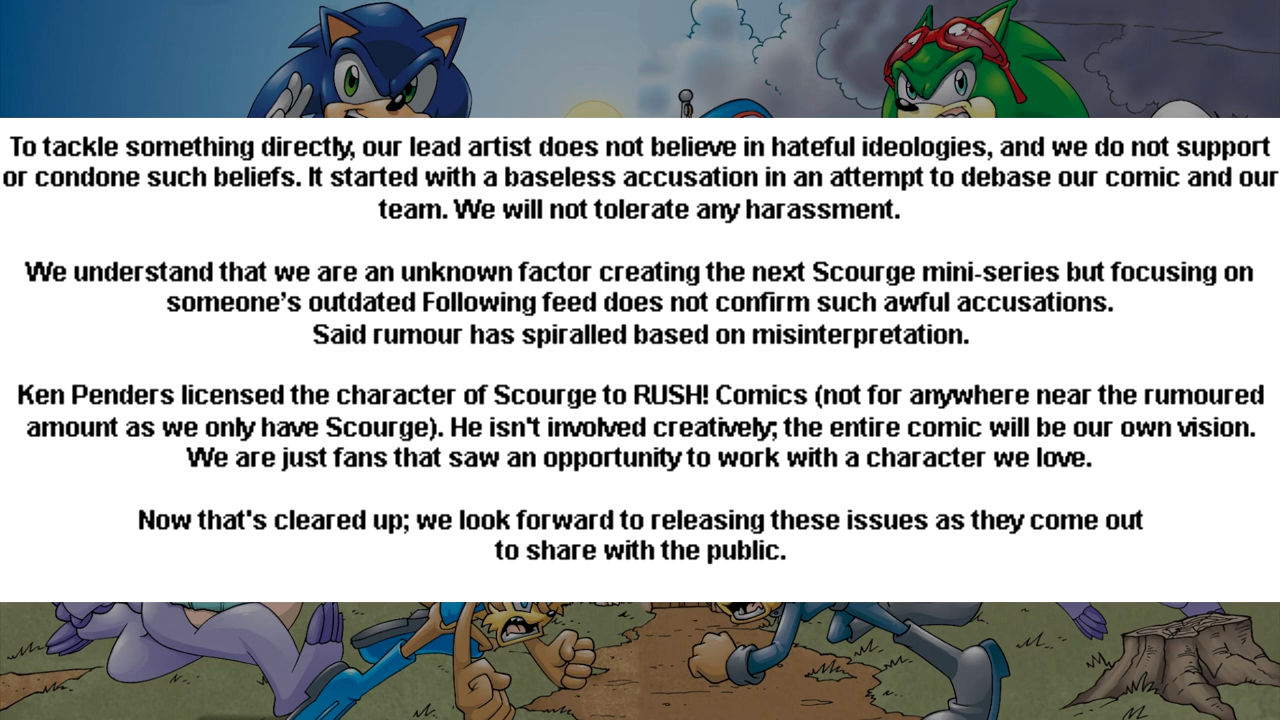 To tackle something directly, our lead artist does not believe in hateful ideologies, and we do not support
or condone such beliefs. It started with a baseless accusation in an attempt to debase our comic and our
team. We will not tolerate any harassment.
We understand that we are an unknown factor creating the next Scourge mini-series but focusing on
someone’s outdated Following feed does not confirm such awful accusations.
Said rumour has spiralled based on misinterpretation.
Ken Penders licensed the character of Scourge to RUSH! Comics (not for anywhere near the rumoured
amount as we only have Scourge). He isn't involved creatively; the entire comic will be our own vision.
We are just fans that saw an opportunity to work with a character we love.
Now that's cleared up; we look forward to releasing these issues as they come out
to share with the public.